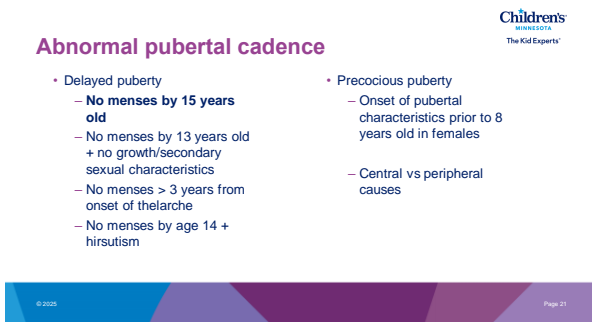 Children's
MINNESOTA
The Kid Experts®
Abnormal pubertal cadence
• Delayed puberty
– No menses by 15 years
old
– No menses by 13 years old
+ no growth/secondary
sexual characteristics
– No menses > 3 years from
onset of thelarche
– No menses by age 14 +
hirsutism
• Precocious puberty
– Onset of pubertal
characteristics prior to 8
years old in females
– Central vs peripheral
causes
© 2025
Page 21